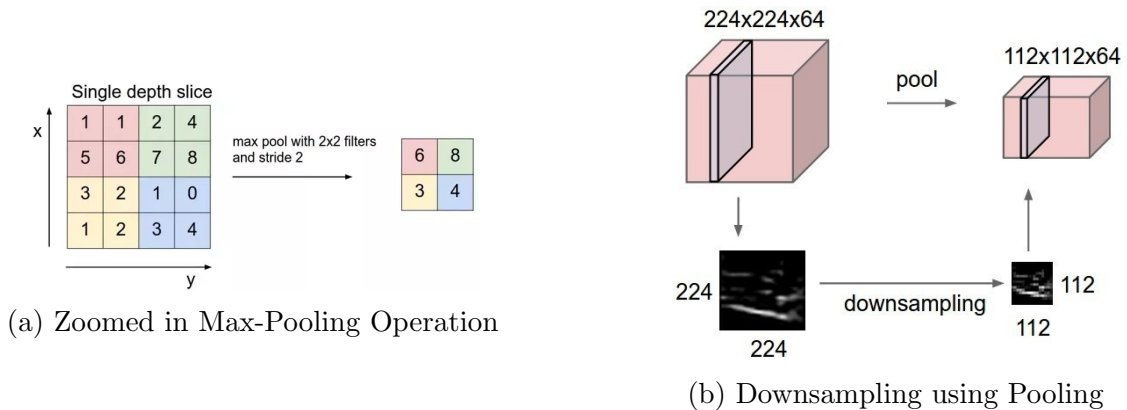 Single depth slice
x
1 1 2 4
5 6 7 8
3 2 1 0
1 2 3 4
y
max pool with 2x2 filters
and stride 2
6 8
3 4
(a) Zoomed in Max-Pooling Operation
224x224x64
pool
112x112x64
224
224
downsampling
112
112
(b) Downsampling using Pooling